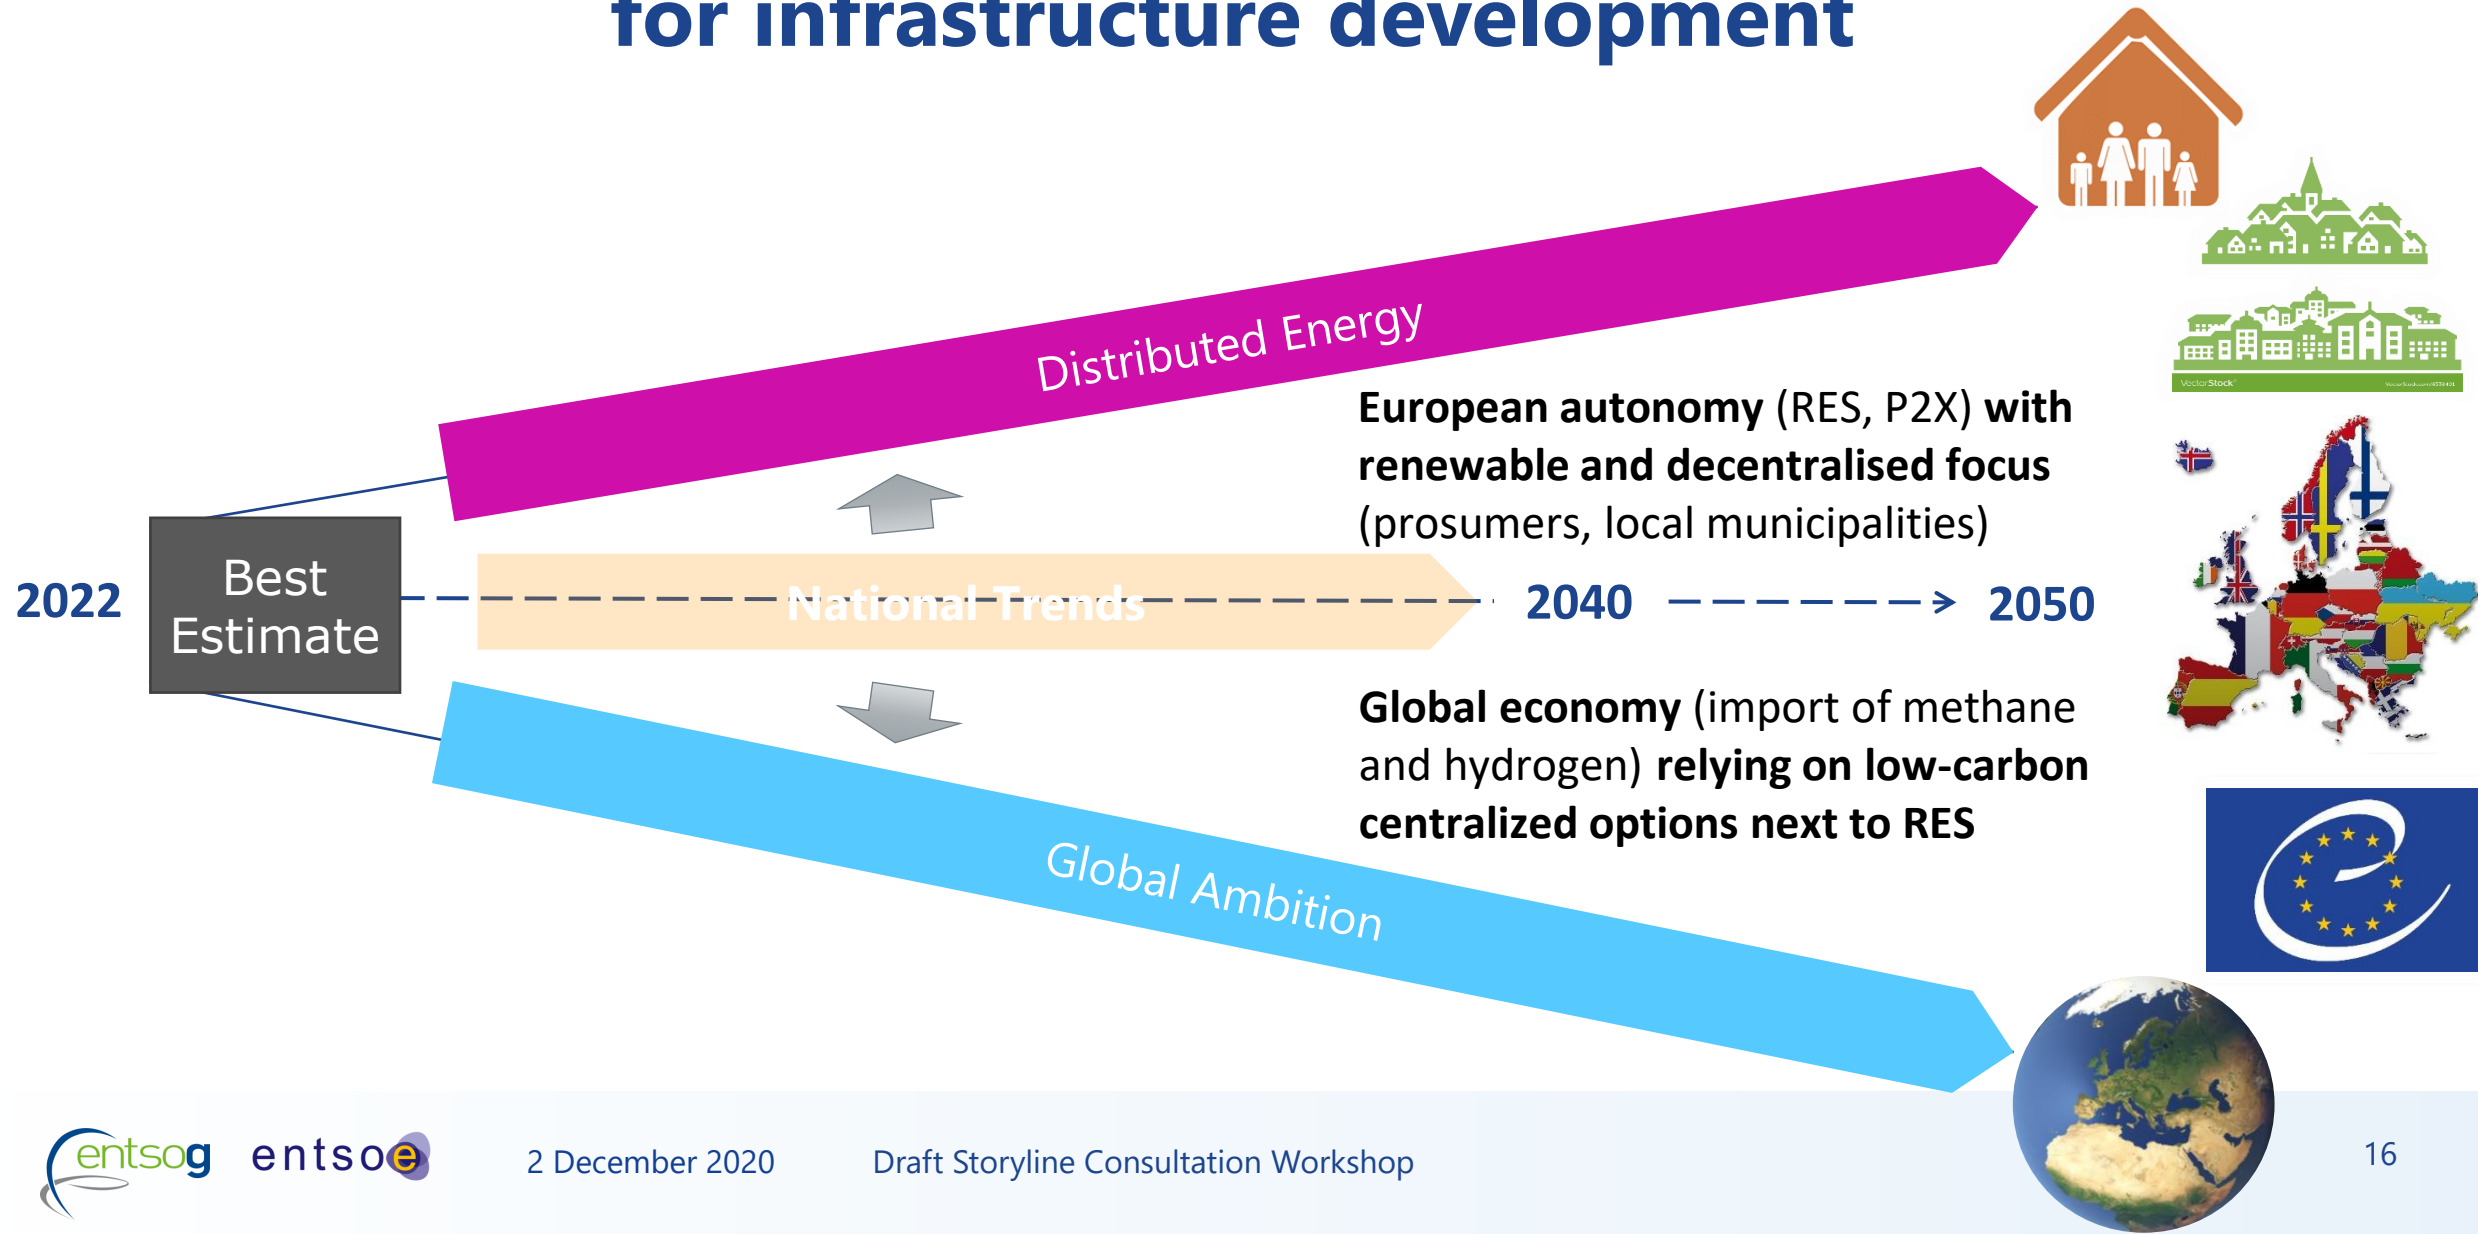 for infrastructure development
Distributed Energy
European autonomy (RES, P2X) with
renewable and decentralised focus
(prosumers, local municipalities)
2022
Best
Estimate
National Trends
2040
2050
Global economy (import of methane
and hydrogen) relying on low-carbon
centralized options next to RES
Global Ambition
VectorStock
entsog
entsoe
2 December 2020
Draft Storyline Consultation Workshop
16